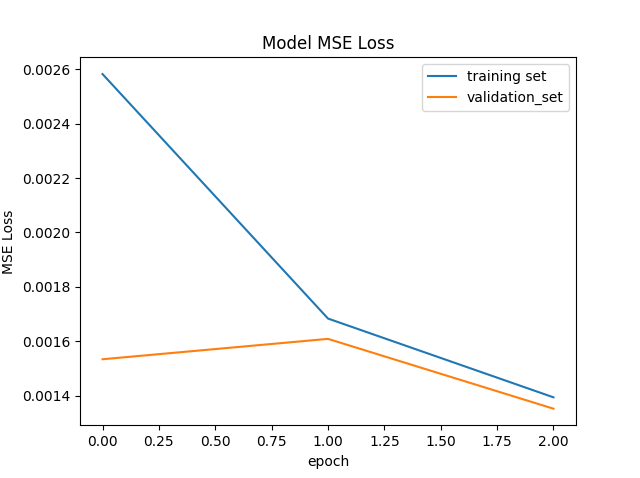 Model MSE Loss
training set
validation_set
MSE Loss
0.0026
0.0024
0.0022
0.0020
0.0018
0.0016
0.0014
0.00 0.25 0.50 0.75 1.00 1.25 1.50 1.75 2.00
epoch